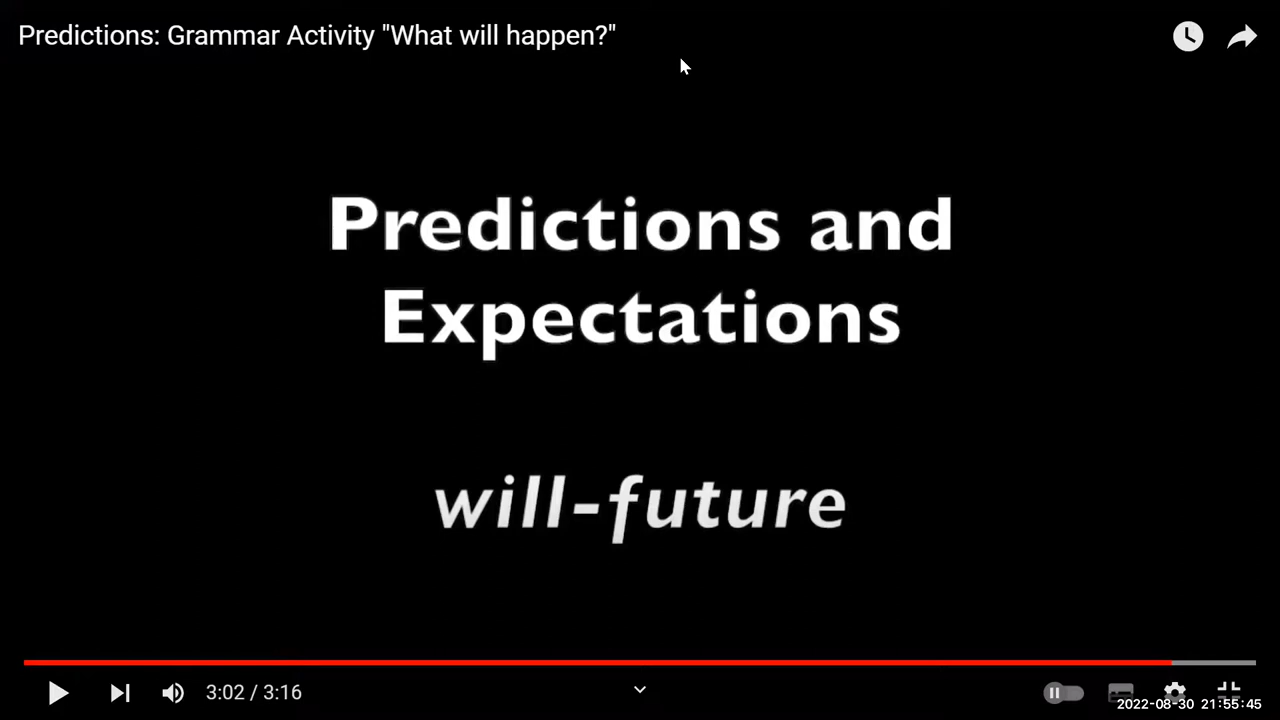 Predictions: Grammar Activity "What will happen?"
Predictions and
Expectations
will-future
3:02 / 3:16
2022-08-30 21:55:45